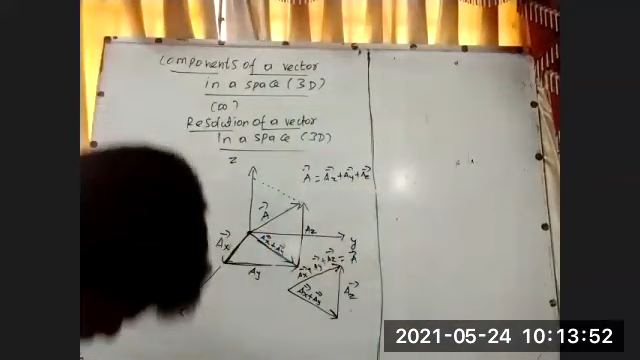 Components of a vector
in a space (3D)
(OR)
Resolution of a vector
in a space (3D)
z
A⃗ = A⃗x + A⃗y + A⃗z
A⃗
Az
y
A⃗x
A⃗x + A⃗y
Ay
A⃗x + A⃗y + A⃗z = A⃗
A⃗x + A⃗y
A⃗z
2021-05-24 10:13:52